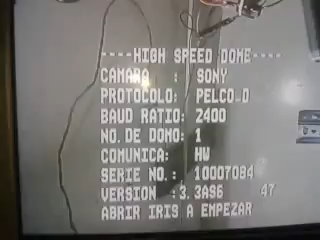 ----HIGH SPEED DOME----
CAMARA : SONY
PROTOCOLO: PELCO_D
BAUD RATIO: 2400
NO.DE DOMO: 1
COMUNICA: HW
SERIE NO.: 10007084
VERSION :3.3A96 47
ABRIR IRIS A EMPEZAR